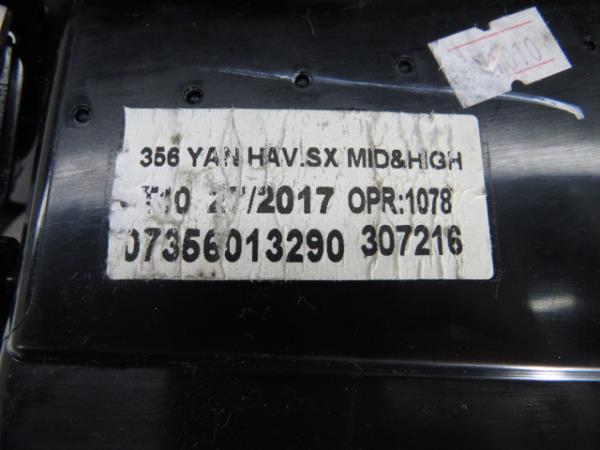 356 YAN HAV.SX MID&HIGH
/2017 OPR:1078
07356013290 307216